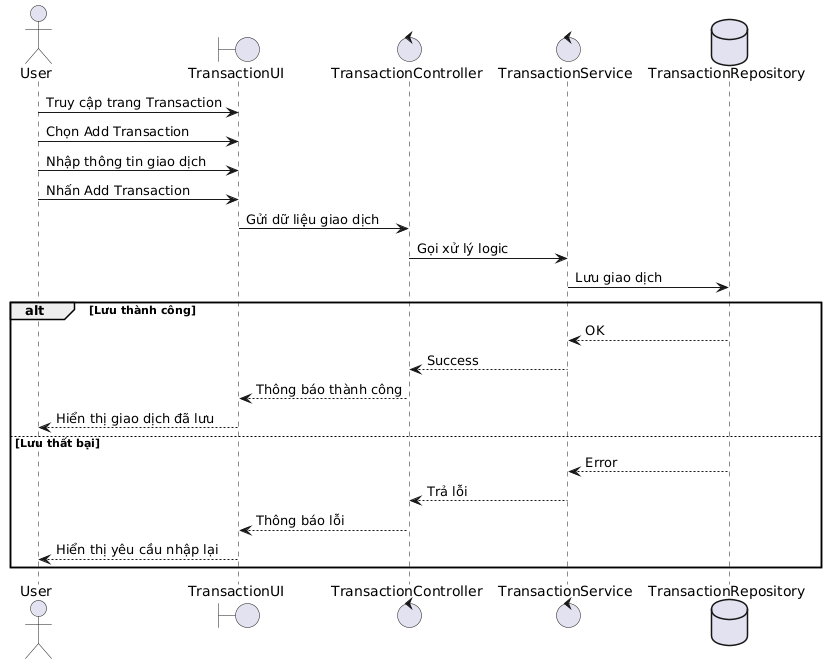 User
TransactionUI
TransactionController
TransactionService
TransactionRepository
Truy cập trang Transaction
Chọn Add Transaction
Nhập thông tin giao dịch
Nhấn Add Transaction
Gửi dữ liệu giao dịch
Gọi xử lý logic
Lưu giao dịch
alt
[Lưu thành công]
OK
Success
Thông báo thành công
Hiển thị giao dịch đã lưu
[Lưu thất bại]
Error
Trả lỗi
Thông báo lỗi
Hiển thị yêu cầu nhập lại
User
TransactionUI
TransactionController
TransactionService
TransactionRepository